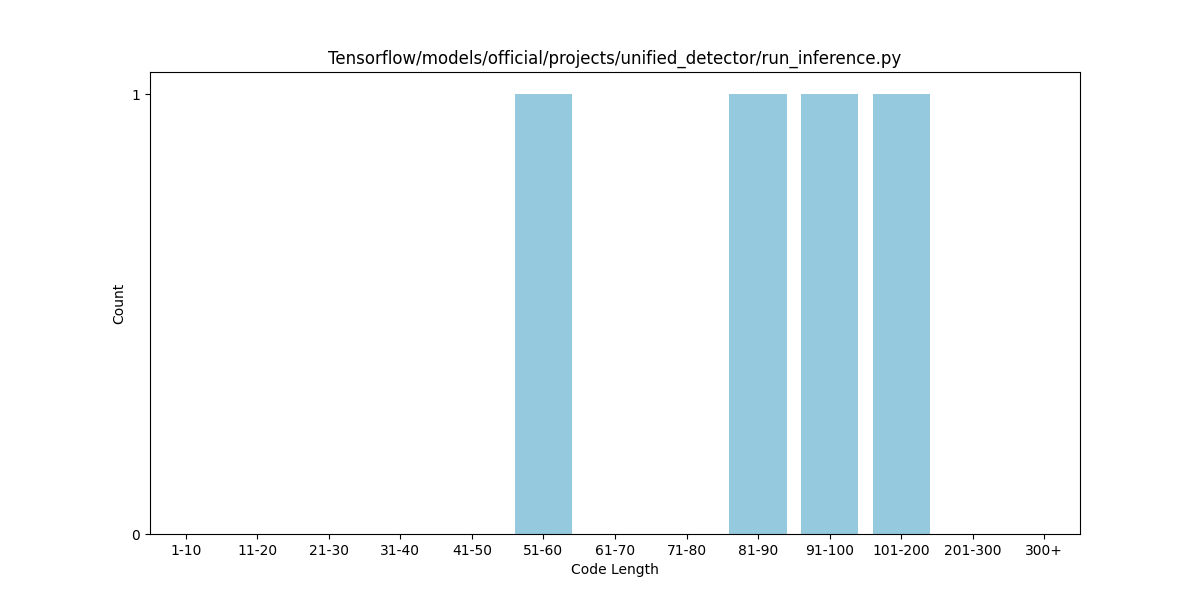 Tensorflow/models/official/projects/unified_detector/run_inference.py
1
Count
0
1-10 11-20 21-30 31-40 41-50 51-60 61-70 71-80 81-90 91-100 101-200 201-300 300+
Code Length